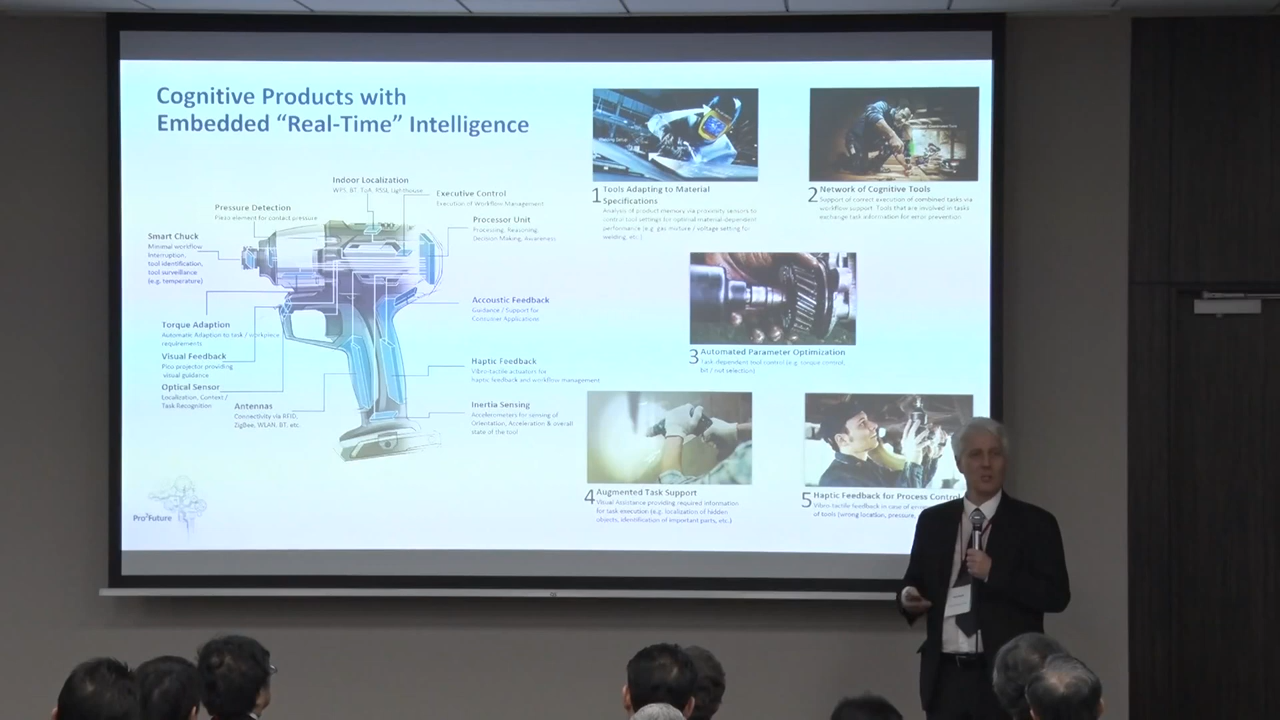 Cognitive Products with
Embedded “Real-Time” Intelligence
Indoor Localization
WPS, BT, TOA, RSSI, Lighthouse
Executive Control
Execution of Workflow Management
Pressure Detection
Piezo element for contact pressure
Processor Unit
Processing, Reasoning,
Decision Making, Awareness
Smart Chuck
Minimal workflow
Interruption,
tool identification,
tool surveillance
(e.g. temperature)
Accoustic Feedback
Guidance / Support for
Consumer Applications
Torque Adaption
Automatic Adaption to task / workpiece
requirements
Visual Feedback
Pico projector providing
visual guidance
Haptic Feedback
Vibro-tactile actuators for
haptic feedback and workflow management
Optical Sensor
Localization, Context /
Task Recognition
Antennas
Connectivity via RFID,
ZigBee, WLAN, BT, etc.
Inertia Sensing
Accelerometers for sensing of
Orientation, Acceleration & overall
state of the tool
Pro²Future
1 Tools Adapting to Material
Specifications
Analysis of product memory via proximity sensors to
control tool settings for optimal material-dependent
performance (e.g. gas mixture / voltage setting for
welding, etc.)
2 Network of Cognitive Tools
Support of correct execution of combined tasks via
workflow support. Tools that are involved in tasks
exchange task information for error prevention
3 Automated Parameter Optimization
Task-dependent tool control (e.g. torque control,
bit / nut selection)
4 Augmented Task Support
Visual Assistance providing required information
for task execution (e.g. localization of hidden
objects, identification of important parts, etc.)
5 Haptic Feedback for Process Control
Vibro-tactile feedback in case of
of tools (wrong location, pressure,